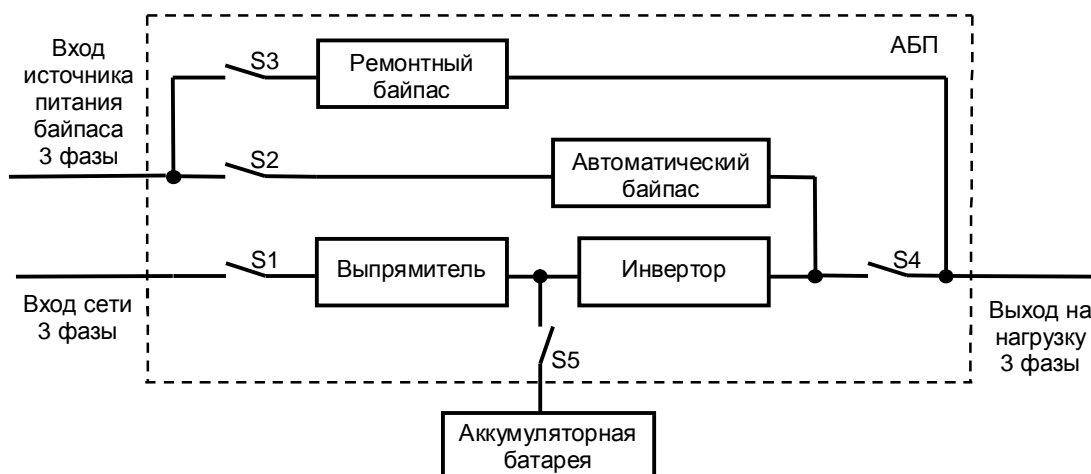 Вход
источника
питания
байпаса
3 фазы
S3
Ремонтный
байпас
АБП
S2
Автоматический
байпас
S1
Выпрямитель
Инвертор
S4
Вход сети
3 фазы
S5
Выход на
нагрузку
3 фазы
Аккумуляторная
батарея